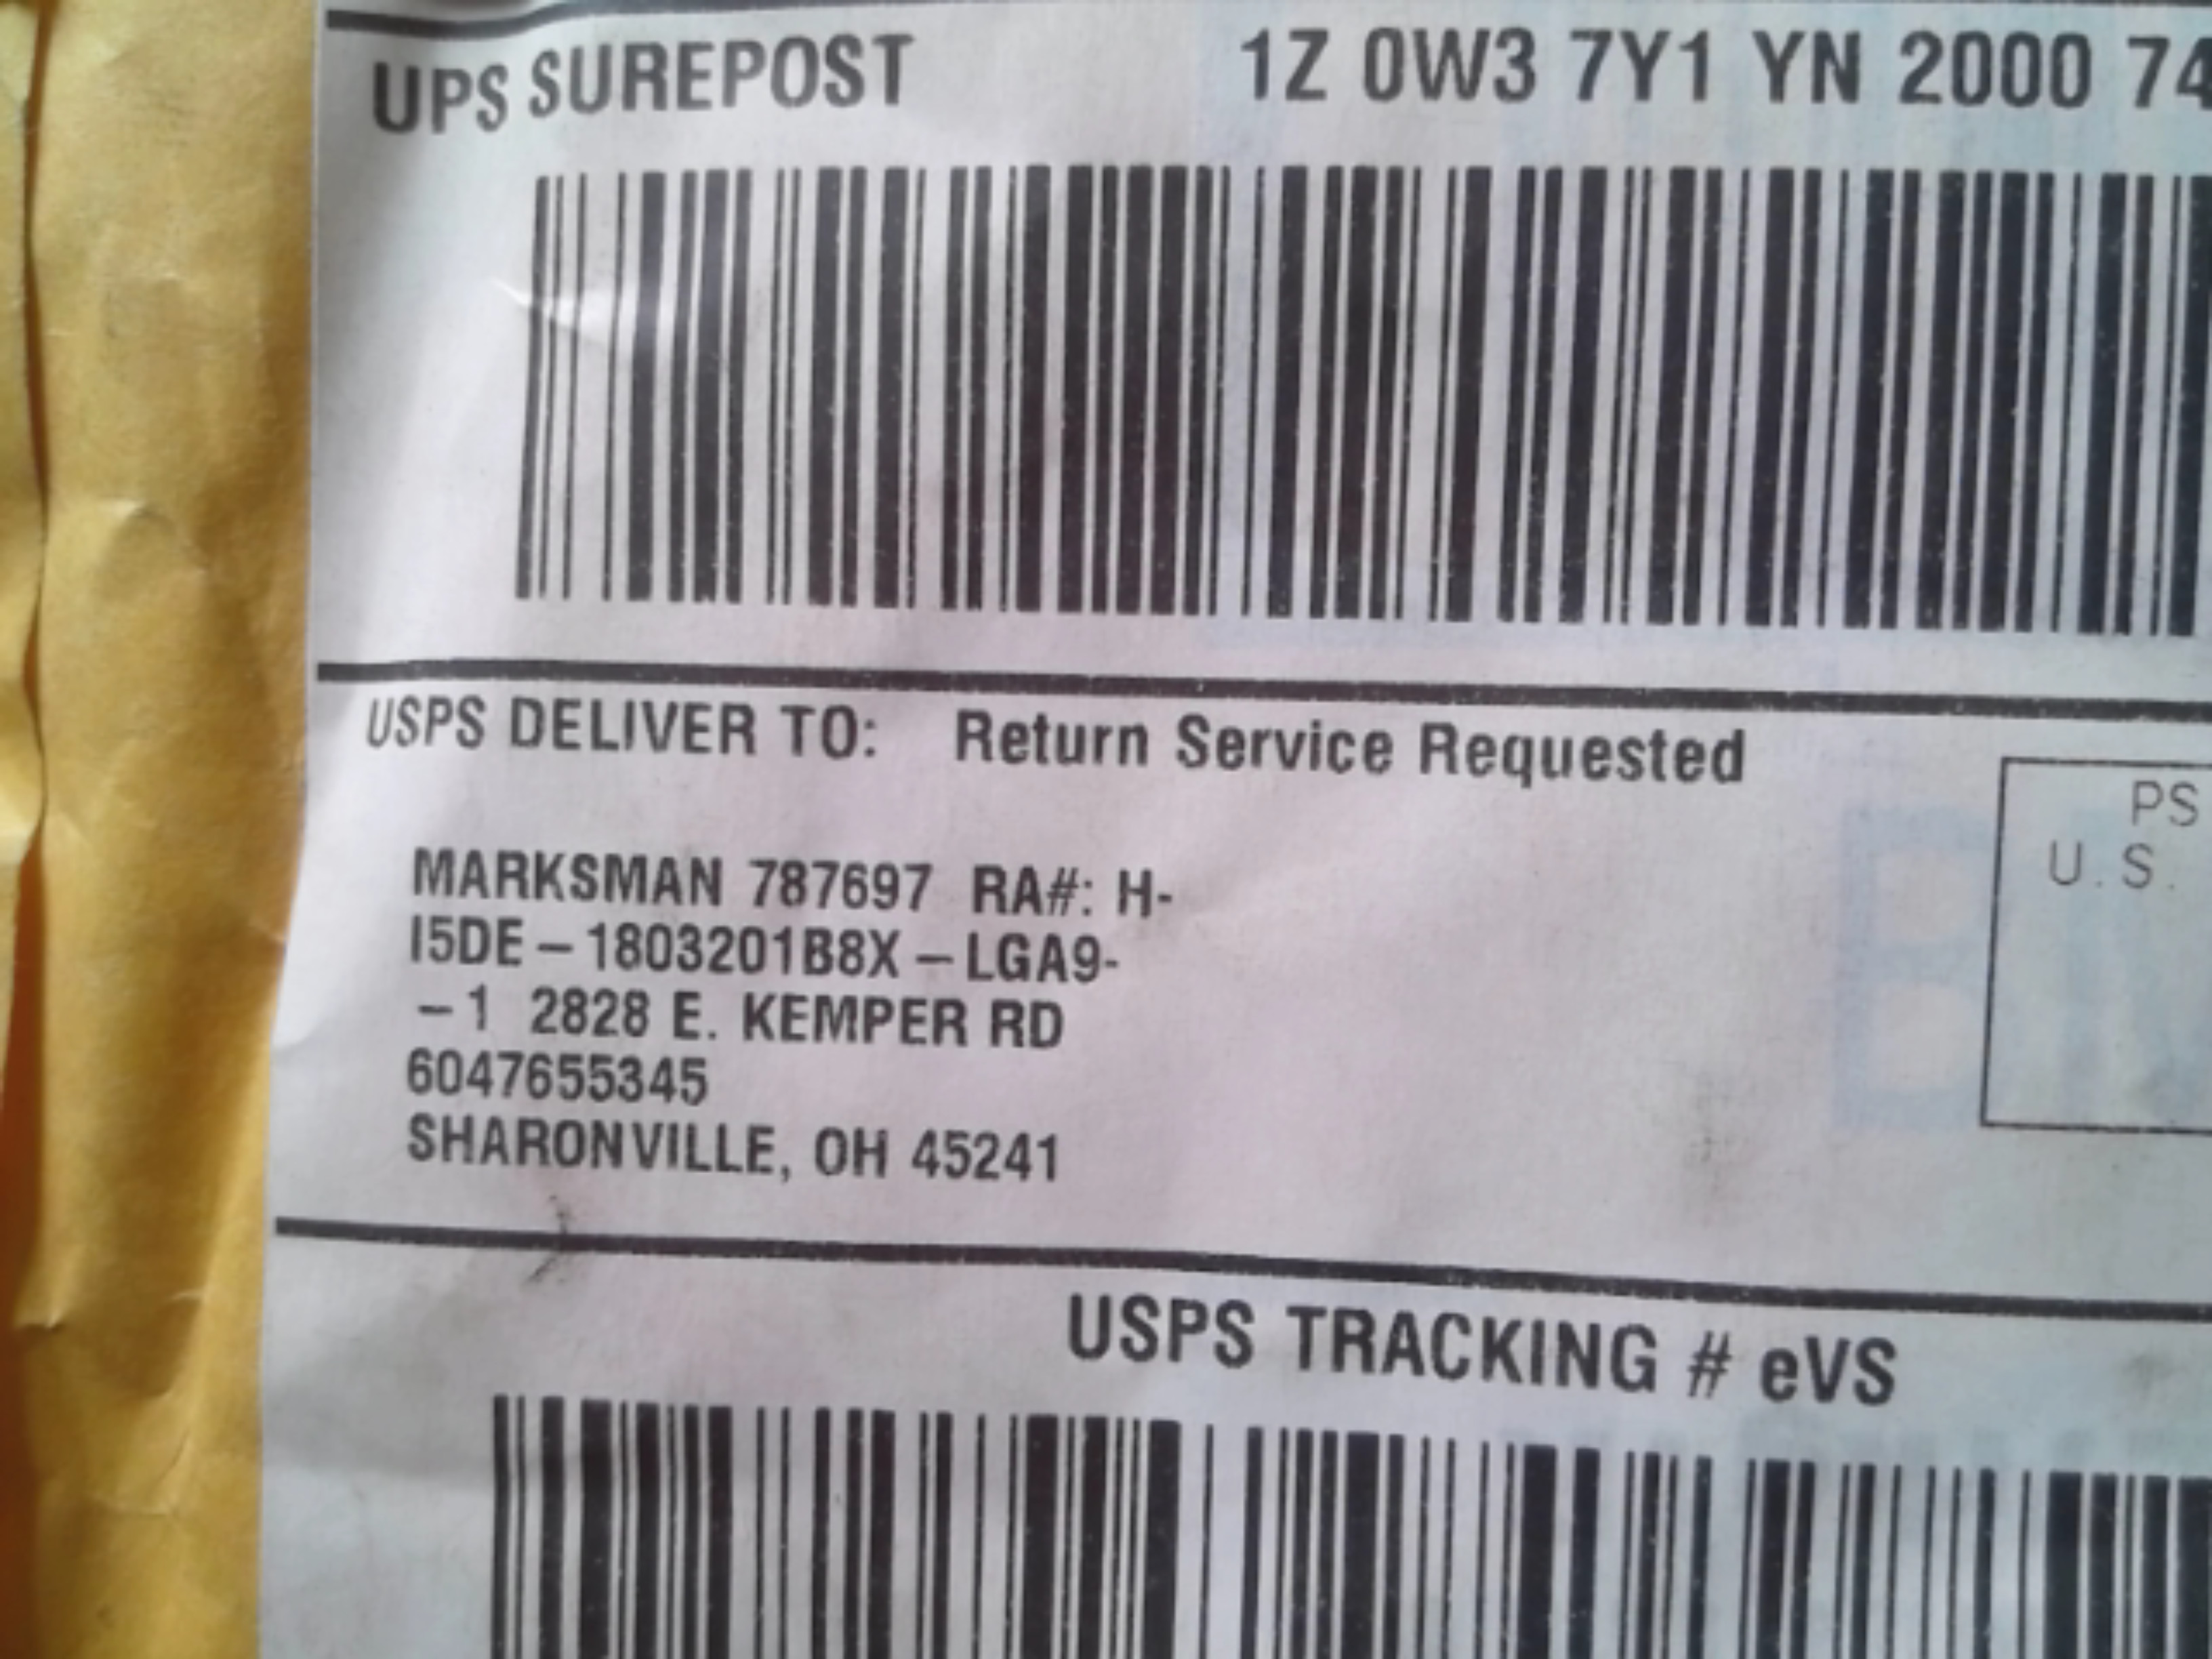 UPS SUREPOST 1Z 0W3 7Y1 YN 2000 74
USPS DELIVER TO: Return Service Requested
PS
U.S.
MARKSMAN 787697 RA#: H-
I5DE-1803201B8X-LGA9-
-1 2828 E. KEMPER RD
6047655345
SHARONVILLE, OH 45241
USPS TRACKING # eVS